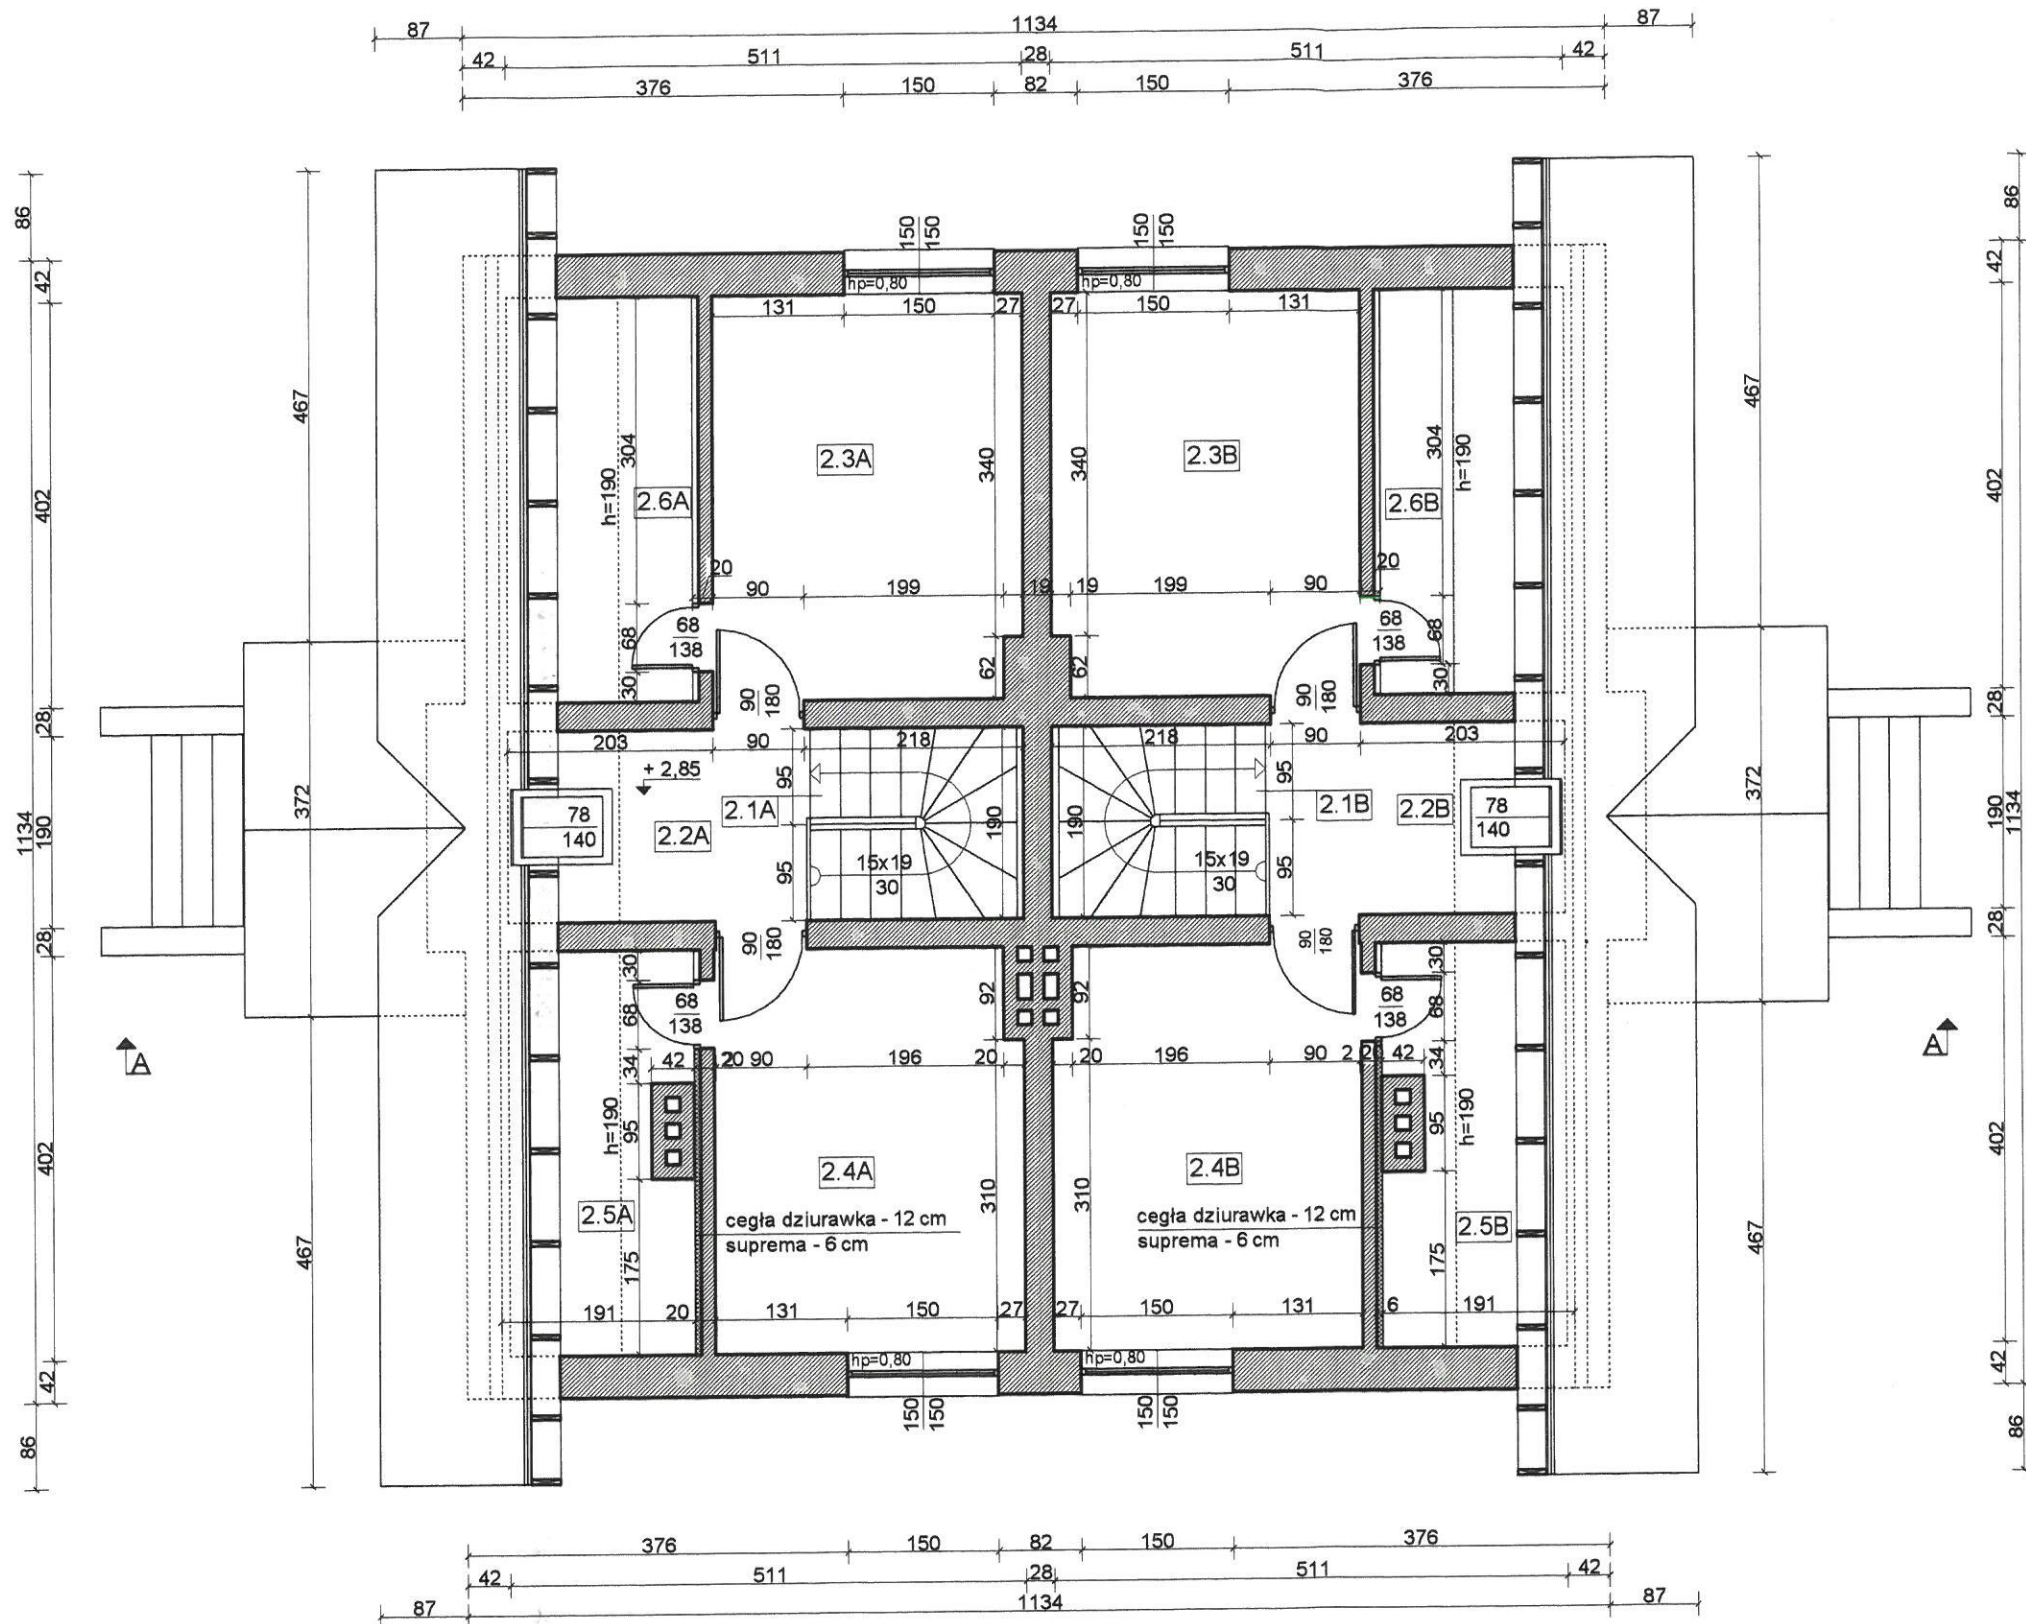 87 1134 87
42 511 28 511 42
376 150 82 150 376
86 86
150 150 150 150
42 hp=0,80 hp=0,80 42
131 150 27 27 150 131
467 467
402 304 h=190 2.6A 2.3A 340 340 2.3B 2.6B 304 h=190 402
20 90 199 19 19 199 90 20
68 68 138 62 62 68 138 68
30 90 180 90 180 30
28 28
203 90 218 218 90 203
+ 2,85 95 95
1134 190 372 78 140 2.2A 2.1A 190 190 2.1B 2.2B 78 140 372 190 1134
95 15x19 30 15x19 30 95
28 28
90 180 90 180
30 30
68 68 138 92 92 68 138 68
A A
34 42 20 90 196 20 20 196 90 2 20 42 34
h=190 95 95 h=190
402 2.4A 2.4B 402
2.5A 310 310 2.5B
cegła dziurawka - 12 cm cegła dziurawka - 12 cm
suprema - 6 cm suprema - 6 cm
467 175 175 467
191 20 131 150 27 27 150 131 6 191
42 hp=0,80 hp=0,80 42
150 150 150 150
86 86
376 150 82 150 376
42 511 28 511 42
87 1134 87